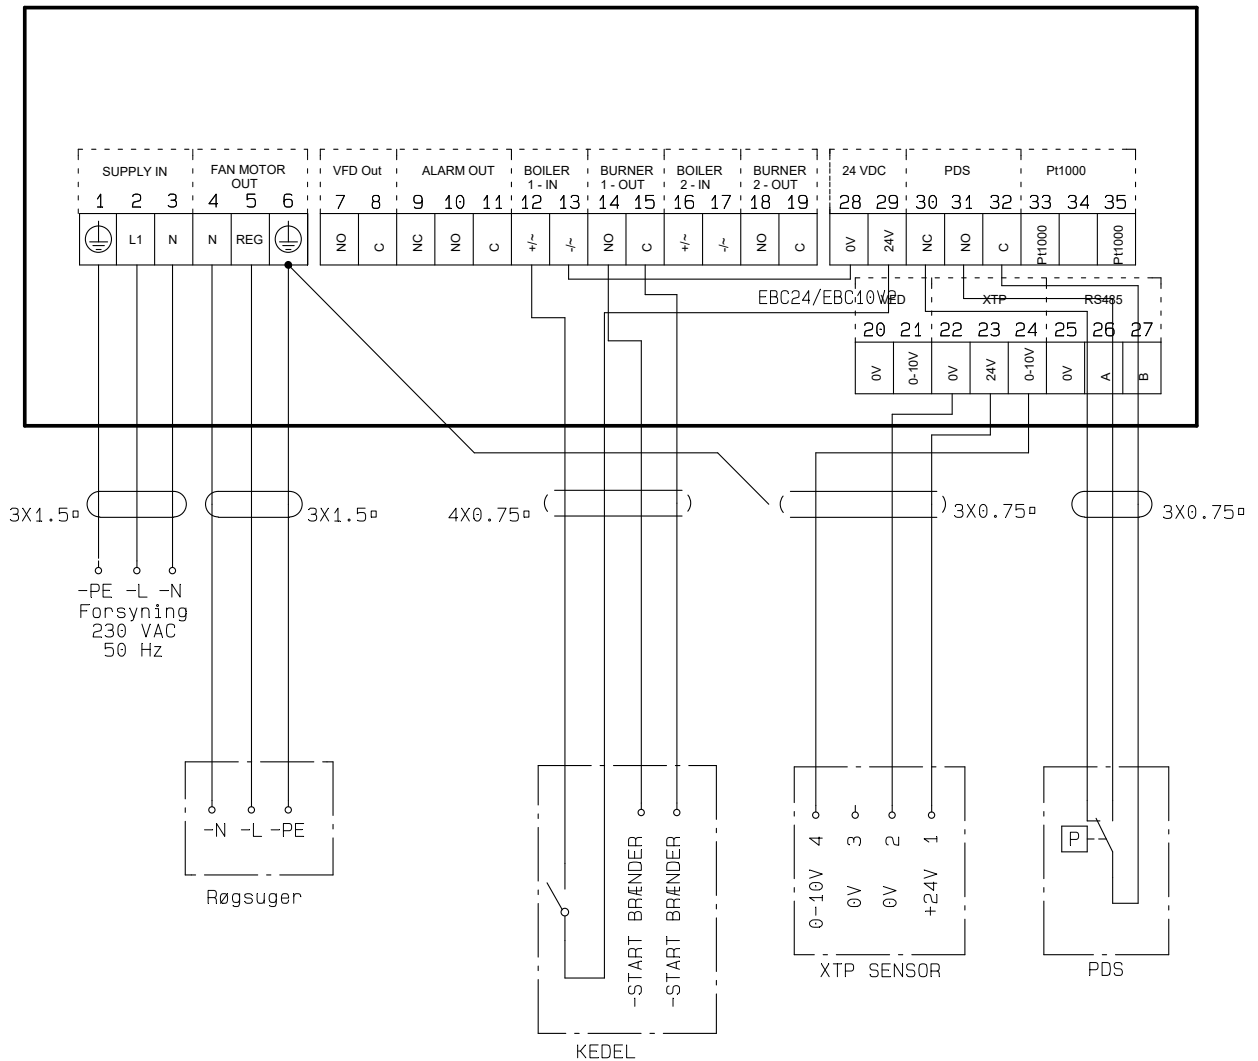 SUPPLY IN
FAN MOTOR
OUT
VFD Out
ALARM OUT
BOILER
1 - IN
BURNER
1 - OUT
BOILER
2 - IN
BURNER
2 - OUT
24 VDC
PDS
Pt1000
1 2 3 4 5 6 7 8 9 10 11 12 13 14 15 16 17 18 19 28 29 30 31 32 33 34 35
L1 N N REG NO C NC NO C +/~ -/~ NO C +/~ -/~ NO C 0V 24V NC NO C Pt1000 Pt1000
EBC24/EBC10V2
VFD
XTP
RS485
20 21 22 23 24 25 26 27
0V 0-10V 0V 24V 0-10V 0V A B
3X1.5▫
3X1.5▫
4X0.75▫
3X0.75▫
3X0.75▫
-PE -L -N
Forsyning
230 VAC
50 Hz
-N -L -PE
Røgsuger
-START BRÆNDER
-START BRÆNDER
KEDEL
4 3 2 1
0-10V 0V 0V +24V
XTP SENSOR
P
PDS